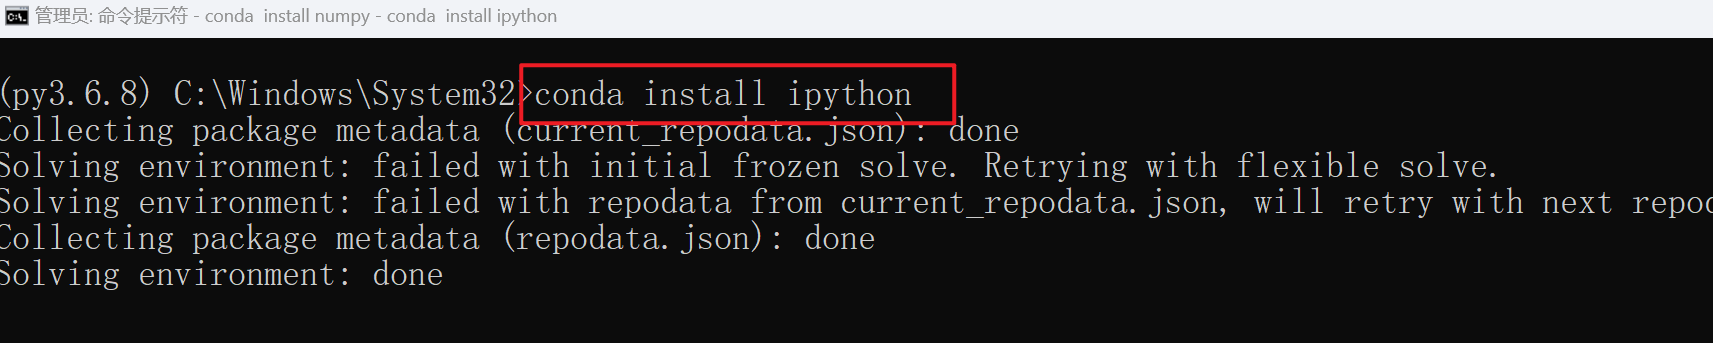 管理员: 命令提示符 - conda  install numpy - conda  install ipython
(py3.6.8) C:\Windows\System32>conda install ipython
Collecting package metadata (current_repodata.json): done
Solving environment: failed with initial frozen solve. Retrying with flexible solve.
Solving environment: failed with repodata from current_repodata.json, will retry with next
Collecting package metadata (repodata.json): done
Solving environment: done